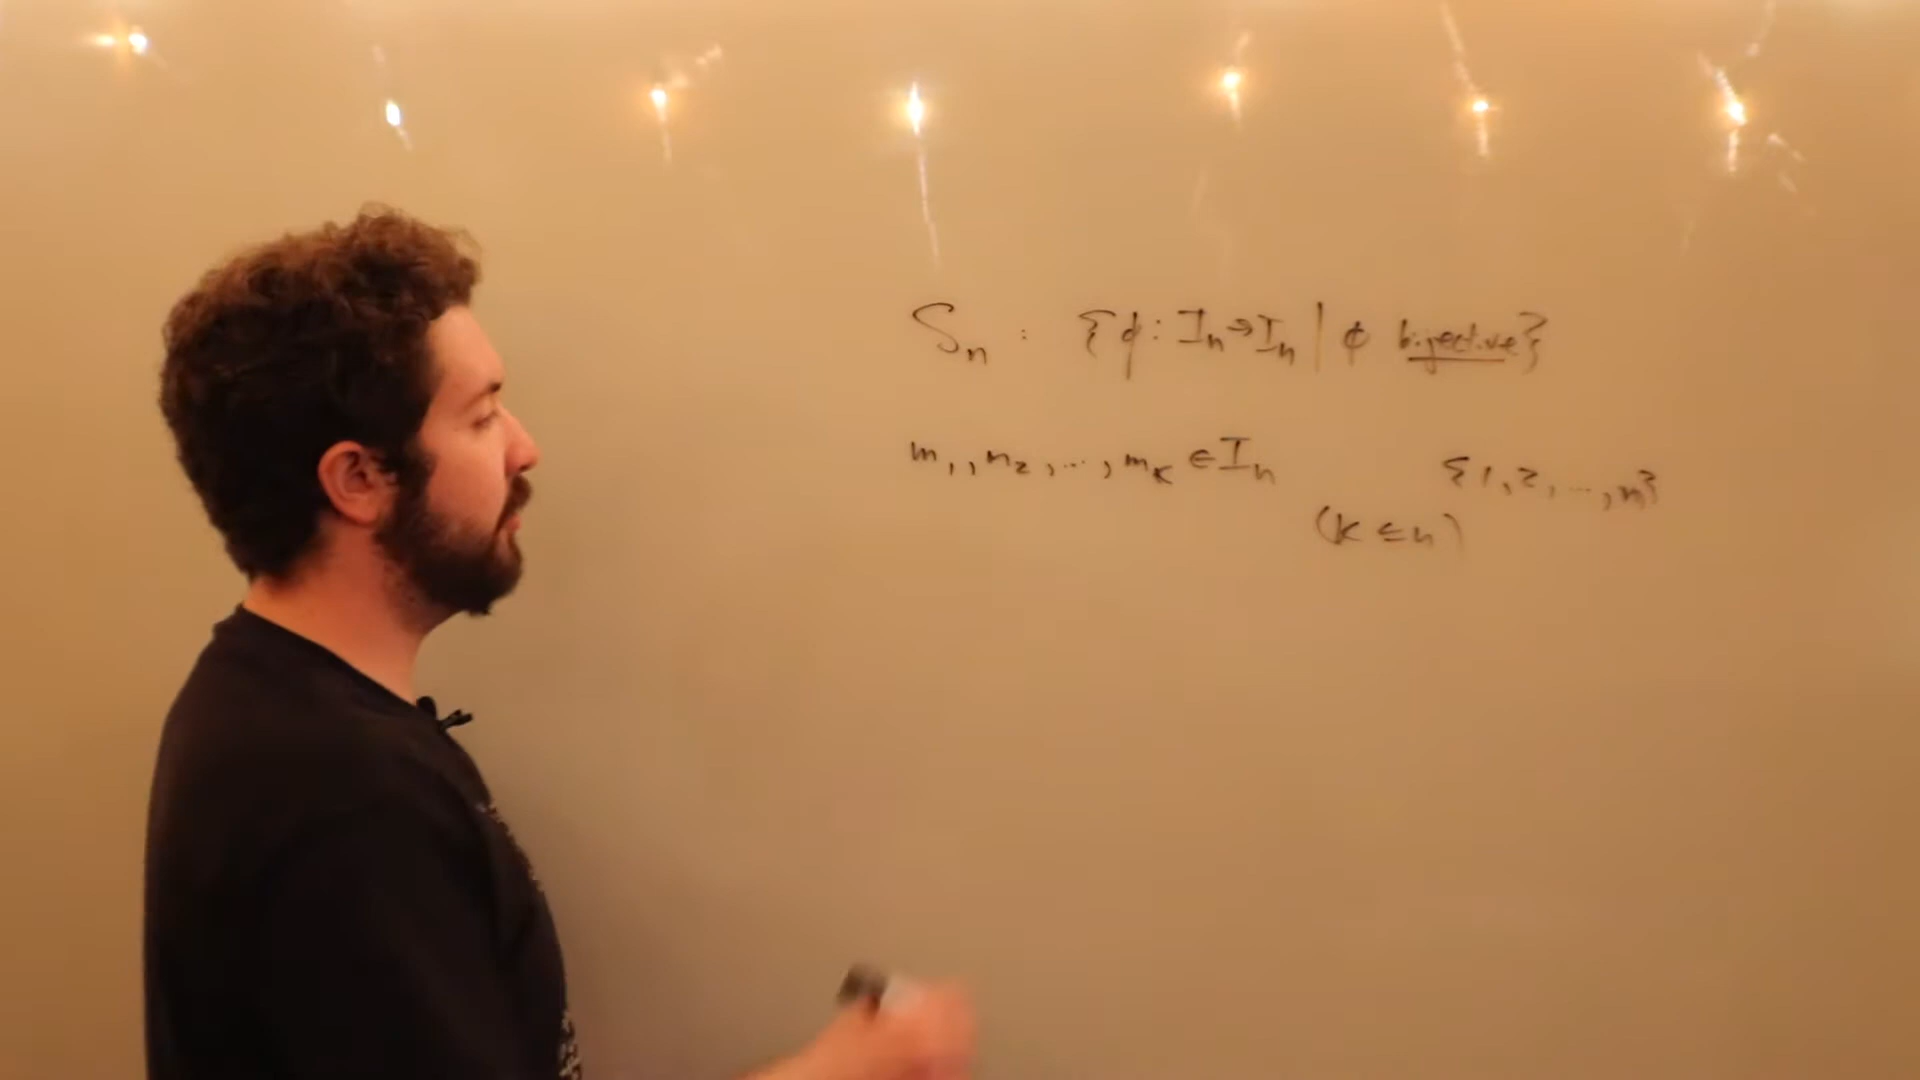 Sₙ : {ϕ : Iₙ → Iₙ | ϕ bijective}
m₁, m₂, ..., mₖ ∈ Iₙ
{1, 2, ..., n}
(k ≤ n)